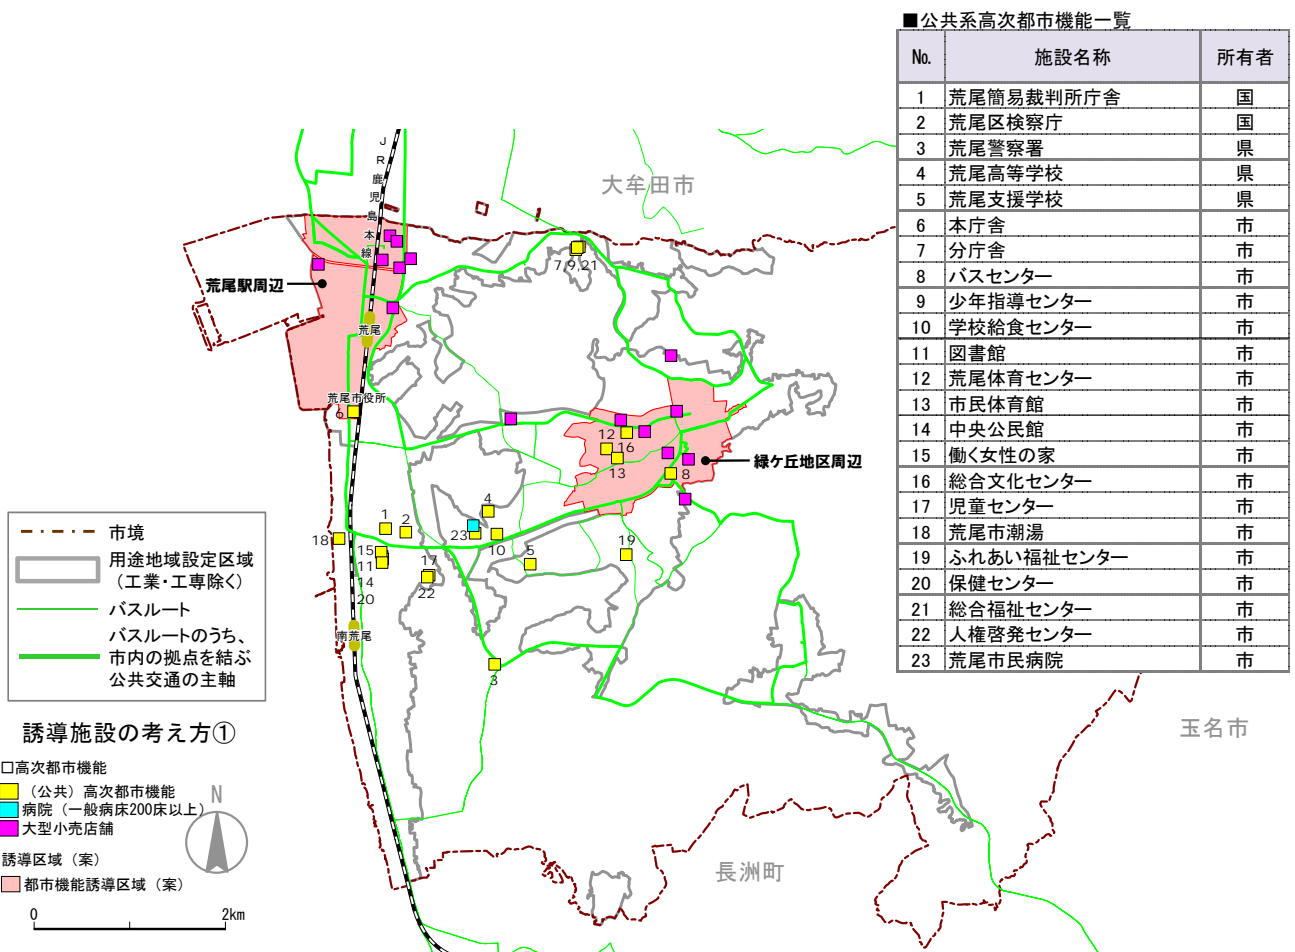 ■公共系高次都市機能一覧
No. 施設名称 所有者
1 荒尾簡易裁判所庁舎 国
2 荒尾区検察庁 国
3 荒尾警察署 県
4 荒尾高等学校 県
5 荒尾支援学校 県
6 本庁舎 市
7 分庁舎 市
8 バスセンター 市
9 少年指導センター 市
10 学校給食センター 市
11 図書館 市
12 荒尾体育センター 市
13 市民体育館 市
14 中央公民館 市
15 働く女性の家 市
16 総合文化センター 市
17 児童センター 市
18 荒尾市潮湯 市
19 ふれあい福祉センター 市
20 保健センター 市
21 総合福祉センター 市
22 人権啓発センター 市
23 荒尾市民病院 市
JR鹿児島本線
大牟田市
7,9,21
荒尾駅周辺
荒尾
荒尾市役所
6
12
16
13
8
緑ケ丘地区周辺
4
1
2
18
23
10
15
11
14
20
17
22
5
19
南荒尾
3
玉名市
長洲町
市境
用途地域設定区域
（工業・工専除く）
バスルート
バスルートのうち、
市内の拠点を結ぶ
公共交通の主軸
誘導施設の考え方①
□高次都市機能
（公共）高次都市機能
病院（一般病床200床以上）
大型小売店舗
N
誘導区域（案）
都市機能誘導区域（案）
0 2km